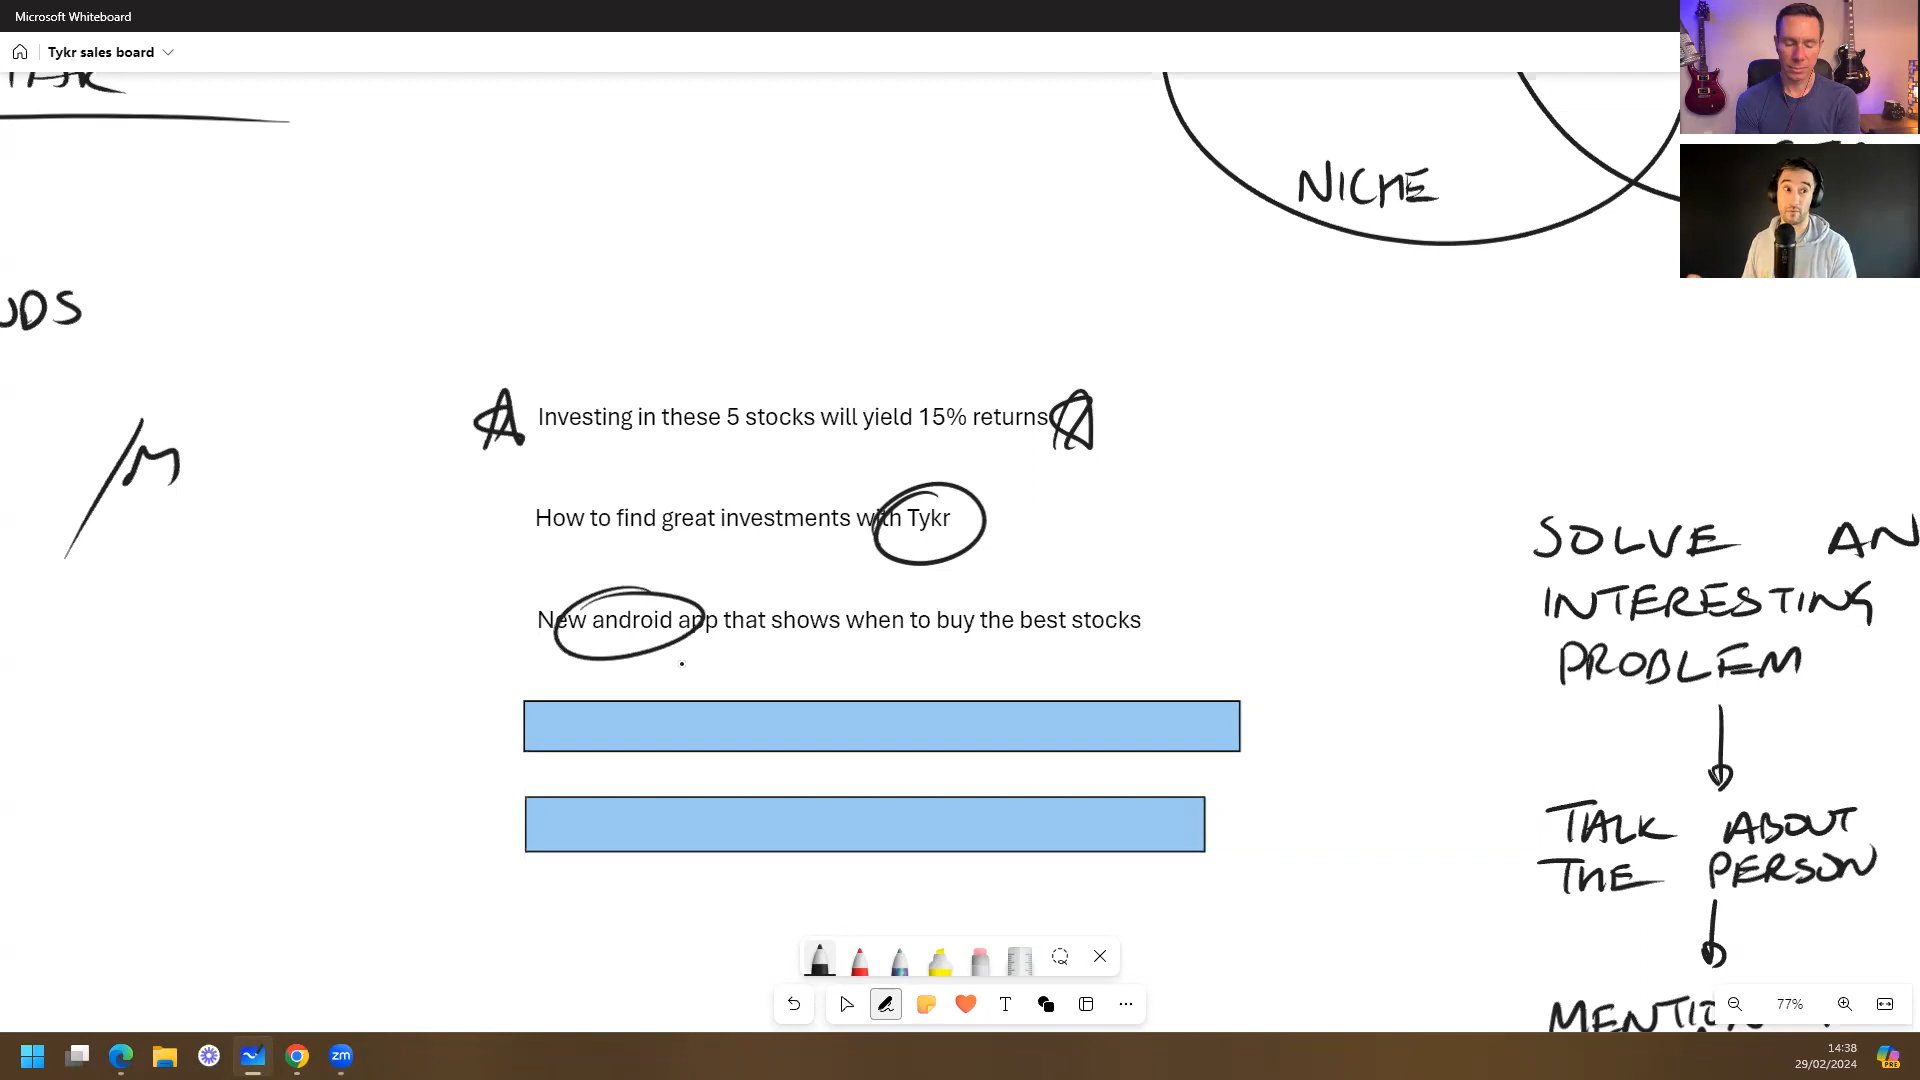 Microsoft Whiteboard
Tykr sales board
NICHE
Investing in these 5 stocks will yield 15% returns
How to find great investments with Tykr
New android app that shows when to buy the best stocks
SOLVE AN
INTERESTING
PROBLEM
TALK ABOUT
THE PERSON
77%
zm
14:38
29/02/2024
PRE